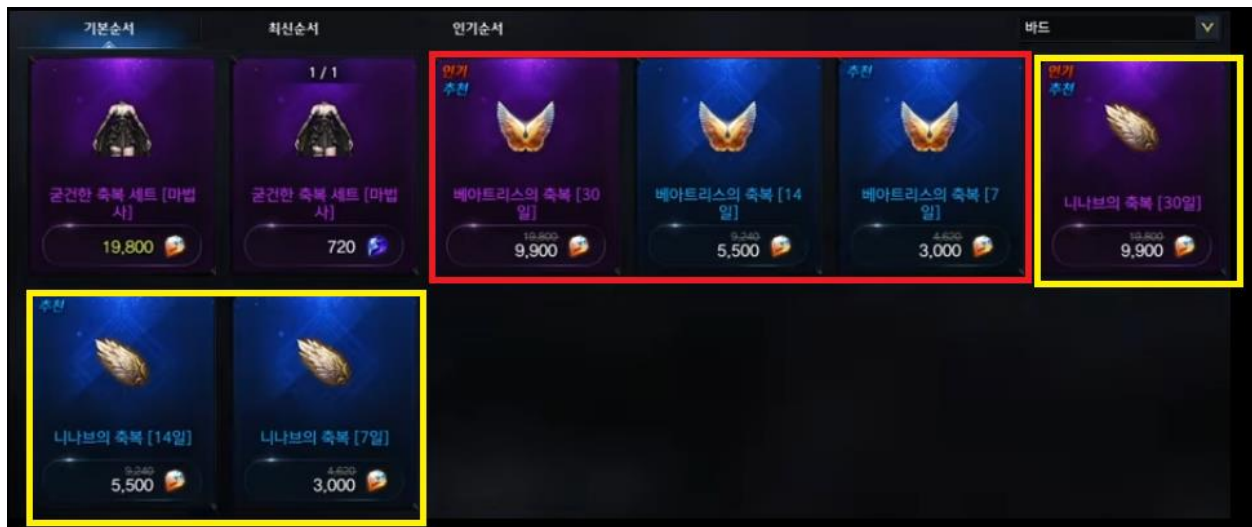 기본순서
최신순서
인기순서
바드
굳건한 축복 세트 [마법
사]
19,800
1 / 1
굳건한 축복 세트 [마법
사]
720
인기
추천
베아트리스의 축복 [30
일]
19,800
9,900
베아트리스의 축복 [14
일]
9,240
5,500
추천
베아트리스의 축복 [7
일]
4,620
3,000
인기
추천
니나브의 축복 [30일]
19,800
9,900
추천
니나브의 축복 [14일]
9,240
5,500
니나브의 축복 [7일]
4,620
3,000